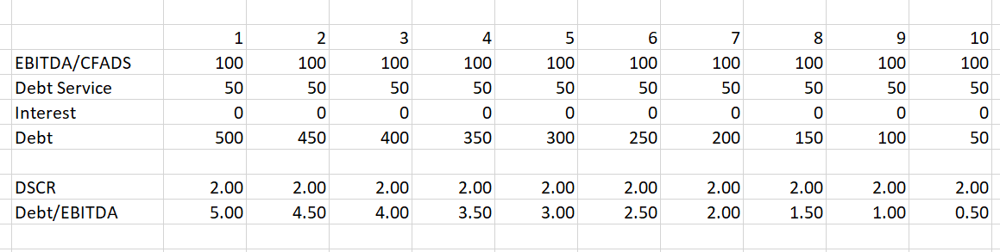 1 2 3 4 5 6 7 8 9 10
EBITDA/CFADS 100 100 100 100 100 100 100 100 100 100
Debt Service 50 50 50 50 50 50 50 50 50 50
Interest 0 0 0 0 0 0 0 0 0 0
Debt 500 450 400 350 300 250 200 150 100 50
DSCR 2.00 2.00 2.00 2.00 2.00 2.00 2.00 2.00 2.00 2.00
Debt/EBITDA 5.00 4.50 4.00 3.50 3.00 2.50 2.00 1.50 1.00 0.50